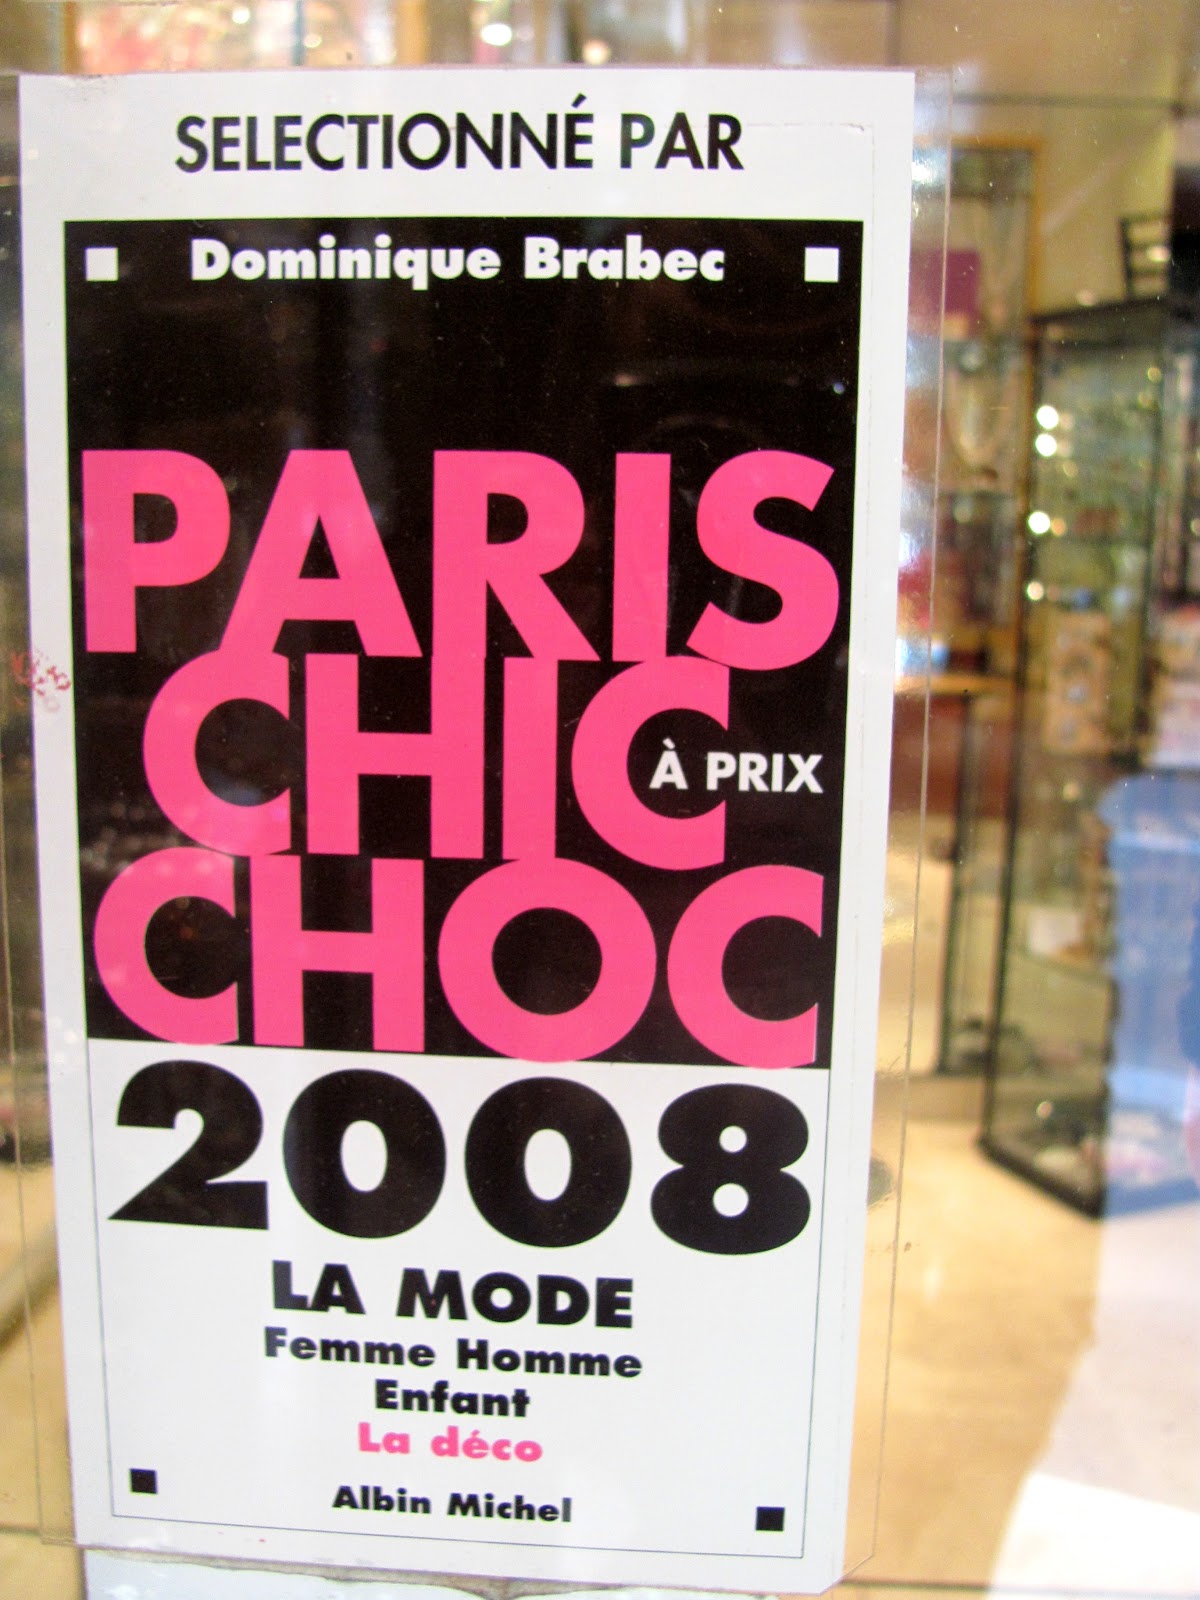 SELECTIONNÉ PAR
Dominique Brabec
PARIS
CHIC
À PRIX
CHOC
2008
LA MODE
Femme Homme
Enfant
La déco
Albin Michel